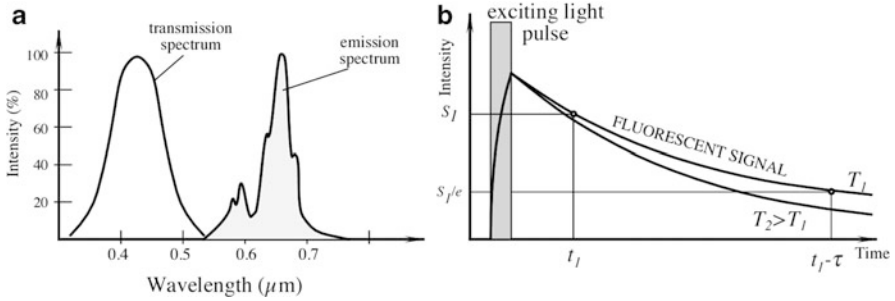 a
transmission
spectrum
emission
spectrum
100
80
60
40
20
Intensity (%)
0.4
0.5
0.6
0.7
Wavelength (μm)
b
exciting light
pulse
Intensity
S1
S1/e
FLUORESCENT SIGNAL
T1
T2>T1
t1
t1-τ
Time